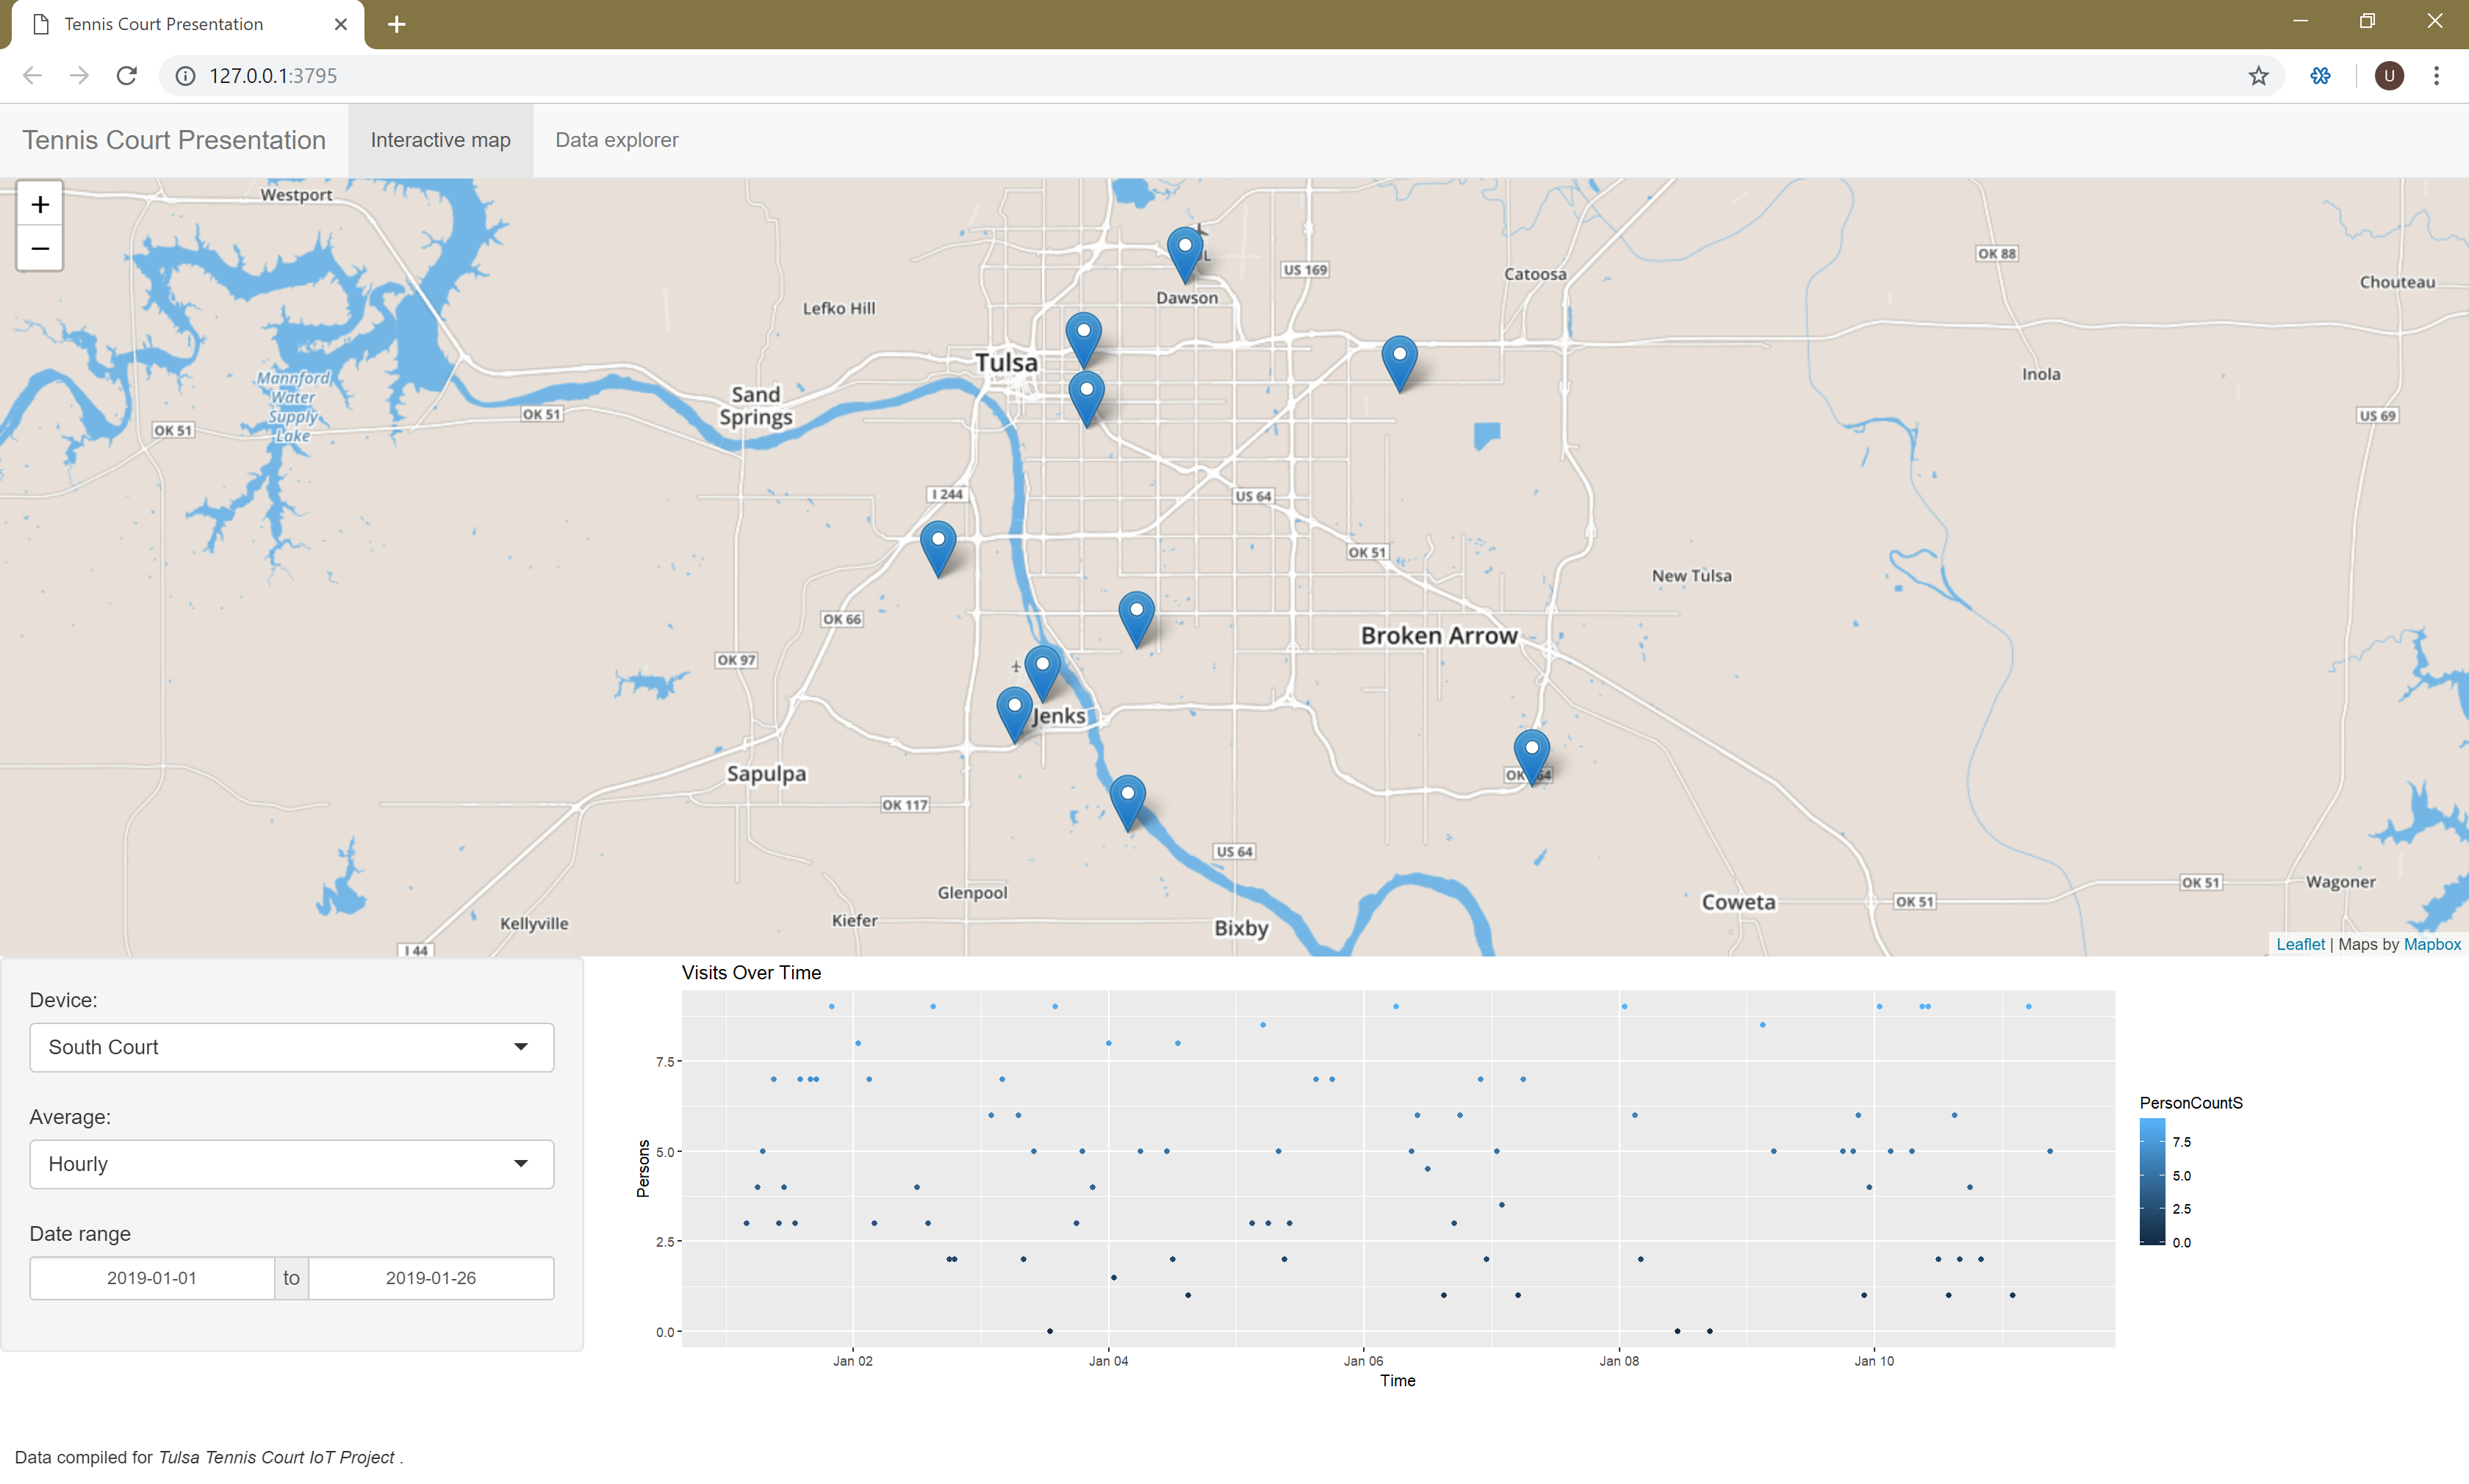 Tennis Court Presentation
127.0.0.1:3795
U
Tennis Court Presentation
Interactive map
Data explorer
+
−
Westport
Lefko Hill
Dawson
US 169
Catoosa
OK 88
Chouteau
Tulsa
Sand
Springs
Mannford
Water
Supply
Lake
OK 51
OK 51
Inola
US 69
I 244
US 64
OK 51
New Tulsa
OK 66
OK 97
Broken Arrow
Jenks
Sapulpa
OK 117
US 64
Glenpool
Kellyville
Kiefer
I 44
Bixby
Coweta
OK 51
OK 51
Wagoner
Leaflet | Maps by Mapbox
Device:
South Court
Average:
Hourly
Date range
2019-01-01 to 2019-01-26
Visits Over Time
Persons
7.5
5.0
2.5
0.0
Jan 02
Jan 04
Jan 06
Jan 08
Jan 10
Time
PersonCountS
7.5
5.0
2.5
0.0
Data compiled for Tulsa Tennis Court IoT Project .